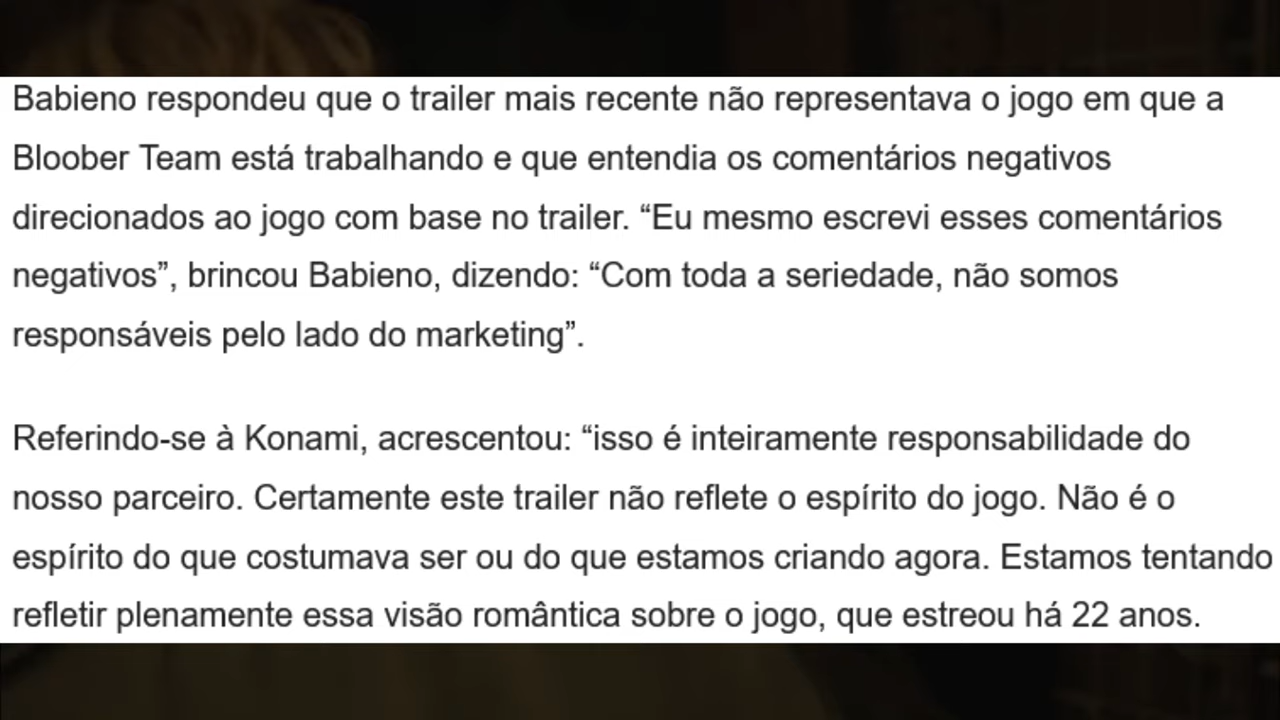 Babieno respondeu que o trailer mais recente não representava o jogo em que a
Bloober Team está trabalhando e que entendia os comentários negativos
direcionados ao jogo com base no trailer. “Eu mesmo escrevi esses comentários
negativos”, brincou Babieno, dizendo: “Com toda a seriedade, não somos
responsáveis pelo lado do marketing”.
Referindo-se à Konami, acrescentou: “isso é inteiramente responsabilidade do
nosso parceiro. Certamente este trailer não reflete o espírito do jogo. Não é o
espírito do que costumava ser ou do que estamos criando agora. Estamos tentando
refletir plenamente essa visão romântica sobre o jogo, que estreou há 22 anos.